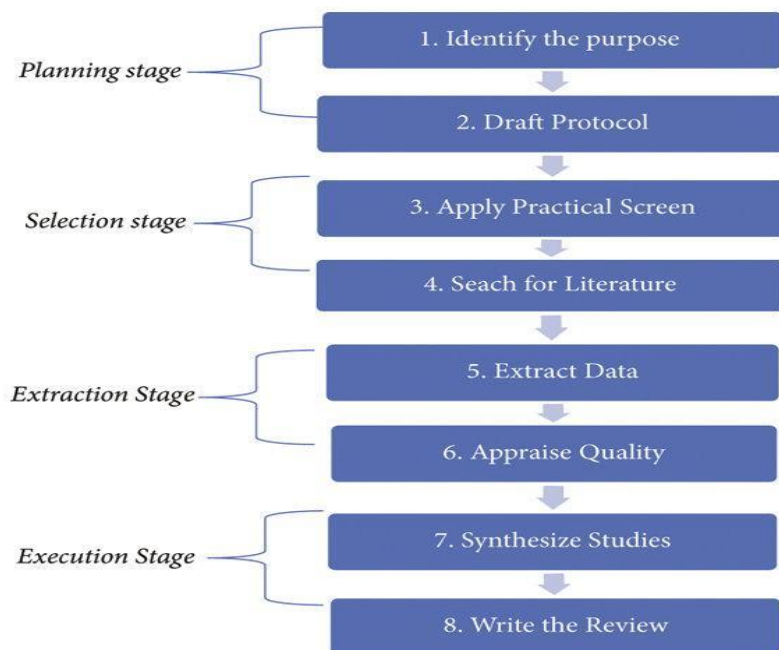 Planning stage
1. Identify the purpose
2. Draft Protocol
Selection stage
3. Apply Practical Screen
4. Seach for Literature
Extraction Stage
5. Extract Data
6. Appraise Quality
Execution Stage
7. Synthesize Studies
8. Write the Review